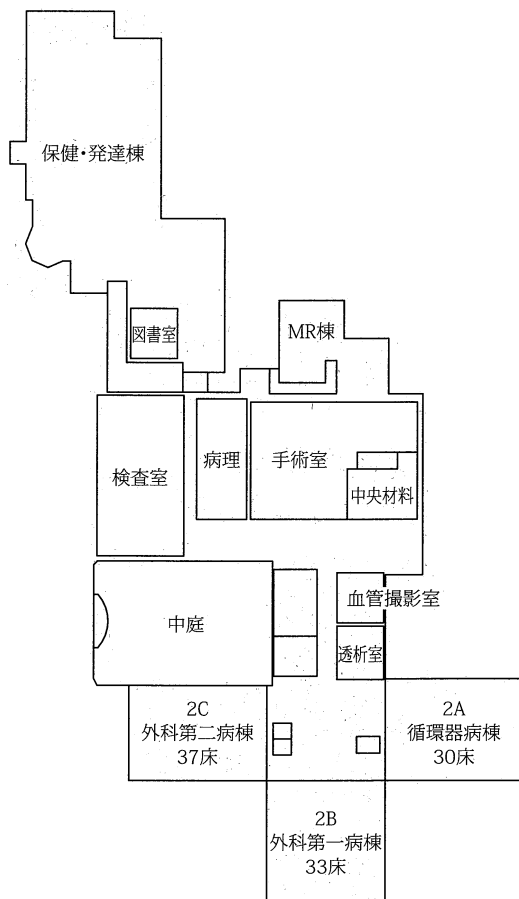 保健・発達棟
図書室
MR棟
検査室
病理
手術室
中央材料
中庭
血管撮影室
透析室
2C
外科第二病棟
37床
2A
循環器病棟
30床
2B
外科第一病棟
33床